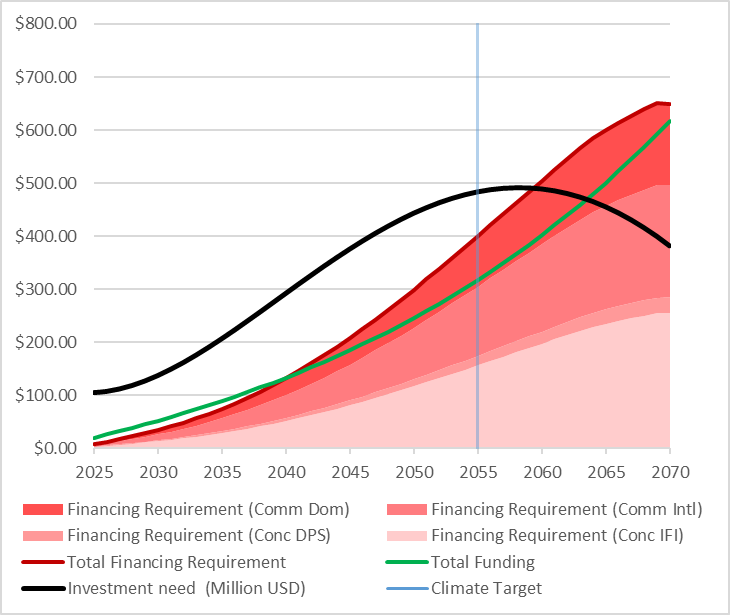 $800.00
$700.00
$600.00
$500.00
$400.00
$300.00
$200.00
$100.00
$0.00
2025 2030 2035 2040 2045 2050 2055 2060 2065 2070
Financing Requirement (Comm Dom) Financing Requirement (Comm Intl)
Financing Requirement (Conc DPS) Financing Requirement (Conc IFI)
Total Financing Requirement Total Funding
Investment need (Million USD) Climate Target